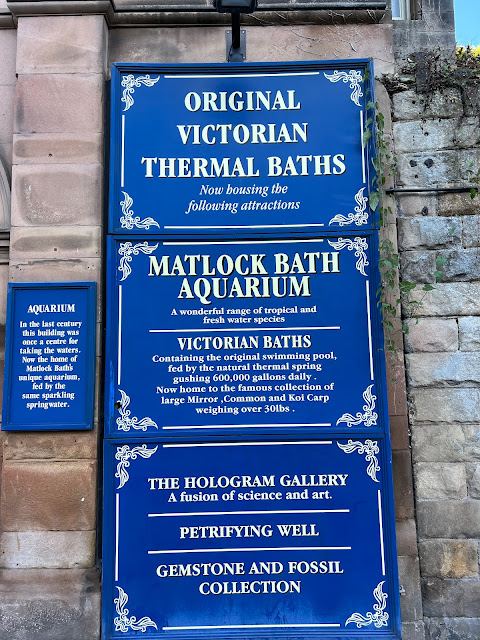 ORIGINAL
VICTORIAN
THERMAL BATHS
Now housing the
following attractions
MATLOCK BATH
AQUARIUM
A wonderful range of tropical and
fresh water species
VICTORIAN BATHS
Containing the original swimming pool,
fed by the natural thermal spring
gushing 600,000 gallons daily .
Now home to the famous collection of
large Mirror ,Common and Koi Carp
weighing over 30lbs .
THE HOLOGRAM GALLERY
A fusion of science and art.
PETRIFYING WELL
GEMSTONE AND FOSSIL
COLLECTION
AQUARIUM
In the last century
this building was
once a centre for
taking the waters.
Now the home of
Matlock Bath's
unique aquarium,
fed by the
same sparkling
springwater.